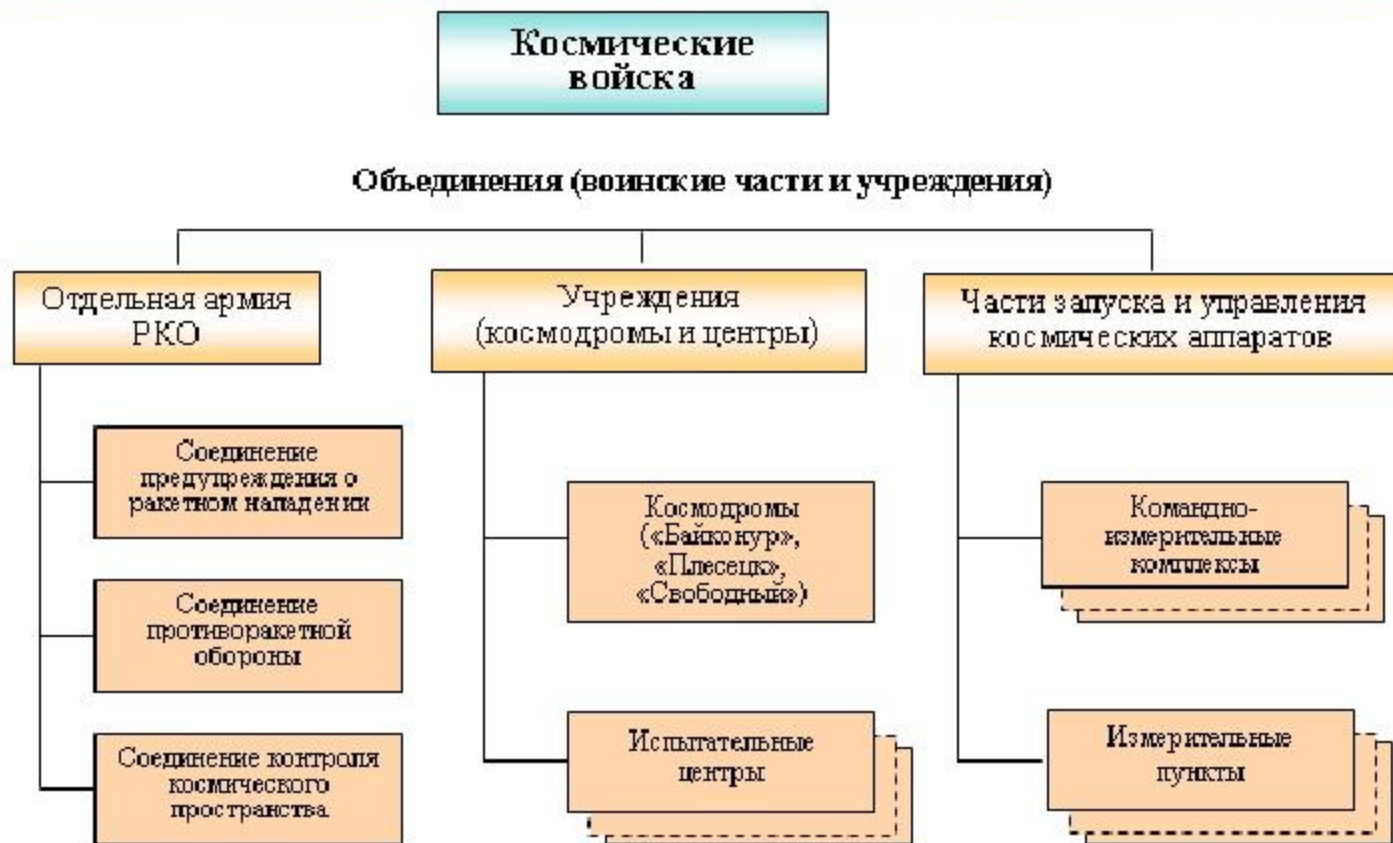 Космические
войска
Объединения (воинские части и учреждения)
Отдельная армия
РКО
Соединение
предупреждения о
ракетном нападении
Соединение
противоракетной
обороны
Соединение контроля
космического
пространства
Учреждения
(космодромы и центры)
Космодромы
(«Байконур»,
«Плесецк»,
«Свободный»)
Испытательные
центры
Части запуска и управления
космических аппаратов
Командно-
измерительные
комплексы
Измерительные
пункты